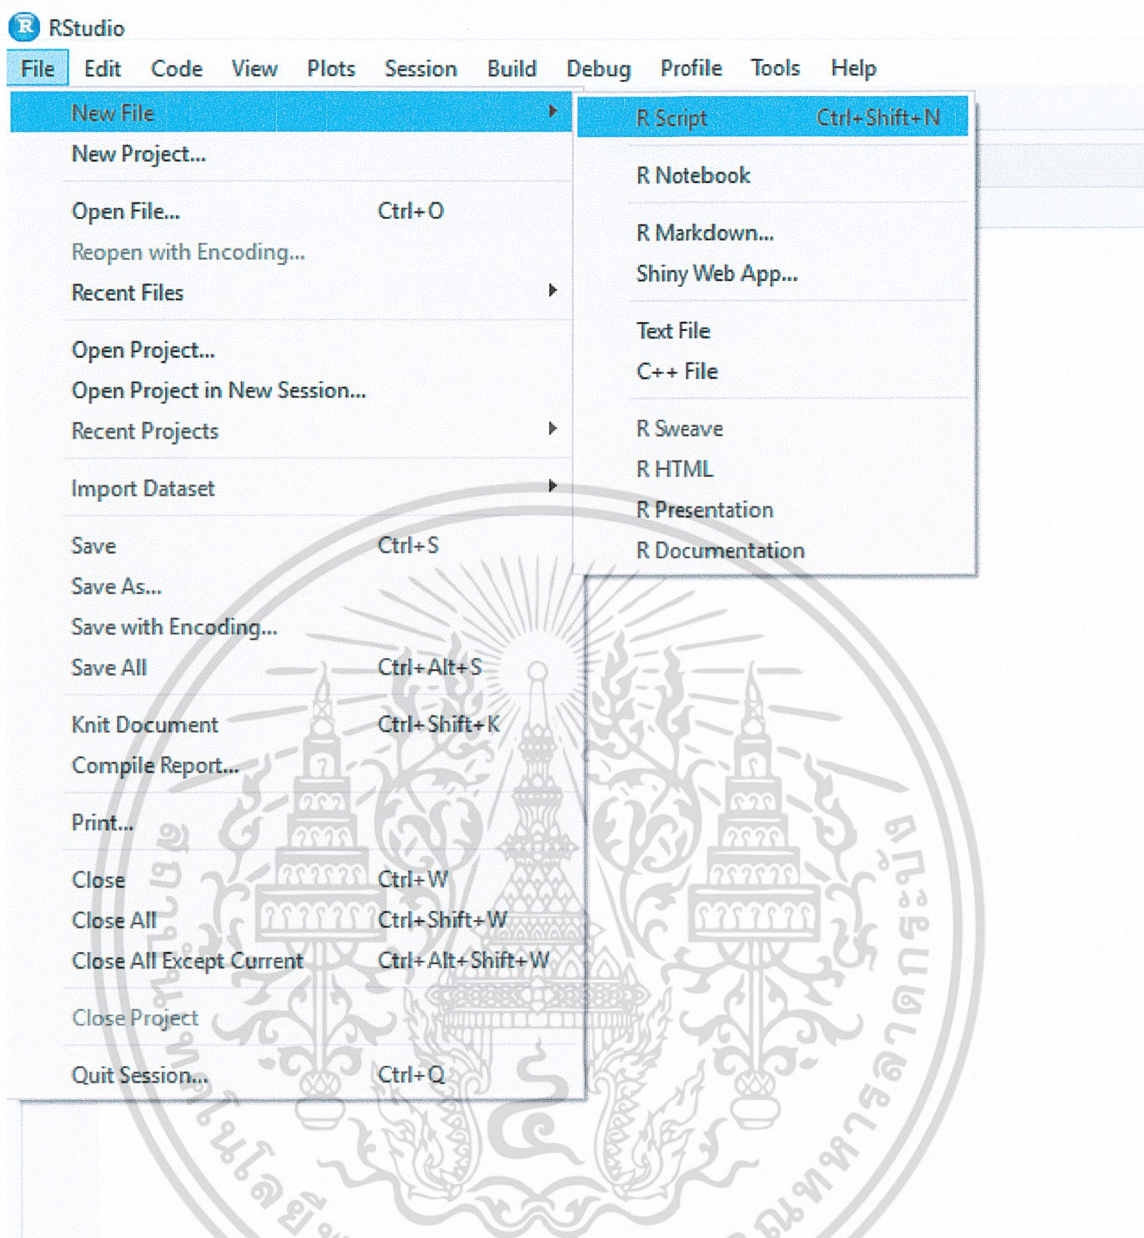 RStudio
File Edit Code View Plots Session Build Debug Profile Tools Help
New File
New Project...
Open File... Ctrl+O
Reopen with Encoding...
Recent Files
Open Project...
Open Project in New Session...
Recent Projects
Import Dataset
Save Ctrl+S
Save As...
Save with Encoding...
Save All Ctrl+Alt+S
Knit Document Ctrl+Shift+K
Compile Report...
Print...
Close Ctrl+W
Close All Ctrl+Shift+W
Close All Except Current Ctrl+Alt+Shift+W
Close Project
Quit Session... Ctrl+Q
R Script Ctrl+Shift+N
R Notebook
R Markdown...
Shiny Web App...
Text File
C++ File
R Sweave
R HTML
R Presentation
R Documentation